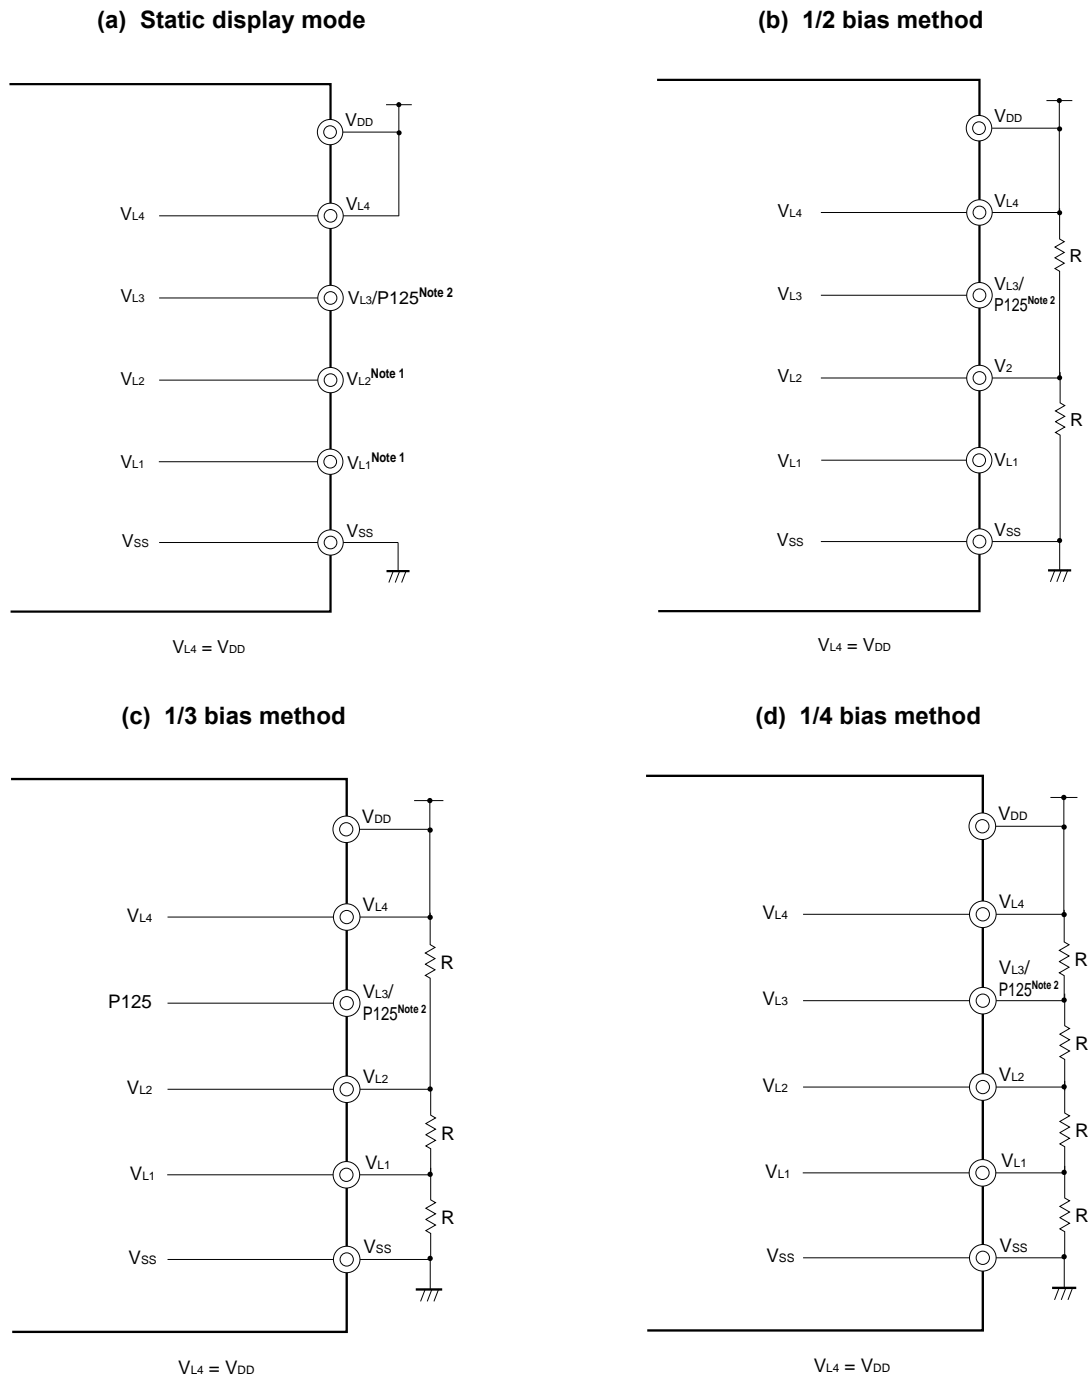 (a) Static display mode
VDD
VL4 VL4
VL3 VL3/P125Note 2
VL2 VL2Note 1
VL1 VL1Note 1
VSS VSS
VL4 = VDD
(b) 1/2 bias method
VDD
VL4 VL4
R
VL3 VL3/
P125Note 2
VL2 V2
R
VL1 VL1
VSS VSS
VL4 = VDD
(c) 1/3 bias method
VDD
VL4 VL4
R
P125 VL3/
P125Note 2
VL2 VL2
R
VL1 VL1
R
VSS VSS
VL4 = VDD
(d) 1/4 bias method
VDD
VL4 VL4
R
VL3 VL3/
P125Note 2
R
VL2 VL2
R
VL1 VL1
R
VSS VSS
VL4 = VDD